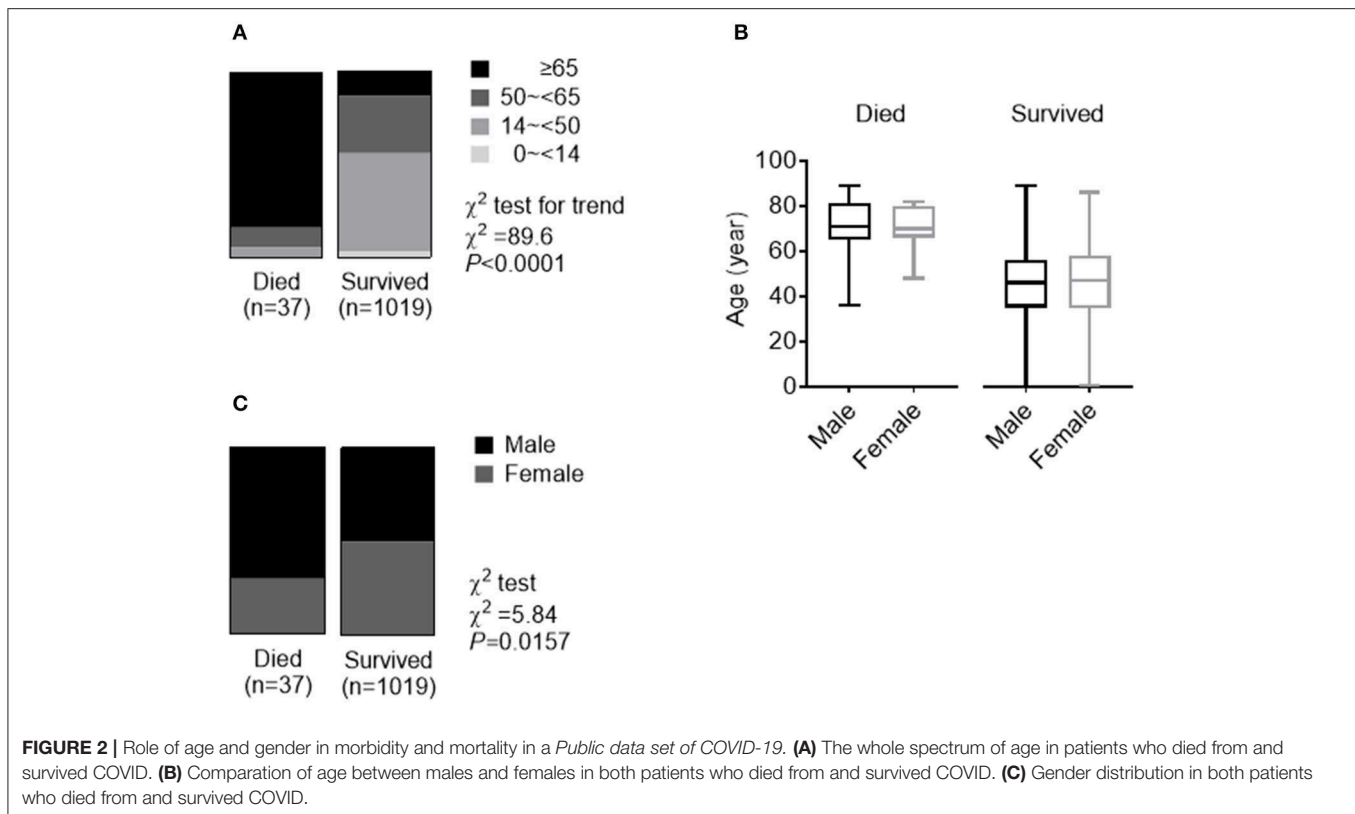 A
≥65
50~<65
14~<50
0~<14
χ² test for trend
χ² =89.6
P<0.0001
Died
(n=37)
Survived
(n=1019)
B
Died
Survived
Age (year)
100
80
60
40
20
0
Male
Female
Male
Female
C
Male
Female
χ² test
χ² =5.84
P=0.0157
Died
(n=37)
Survived
(n=1019)
FIGURE 2 | Role of age and gender in morbidity and mortality in a Public data set of COVID-19. (A) The whole spectrum of age in patients who died from and
survived COVID. (B) Comparation of age between males and females in both patients who died from and survived COVID. (C) Gender distribution in both patients
who died from and survived COVID.